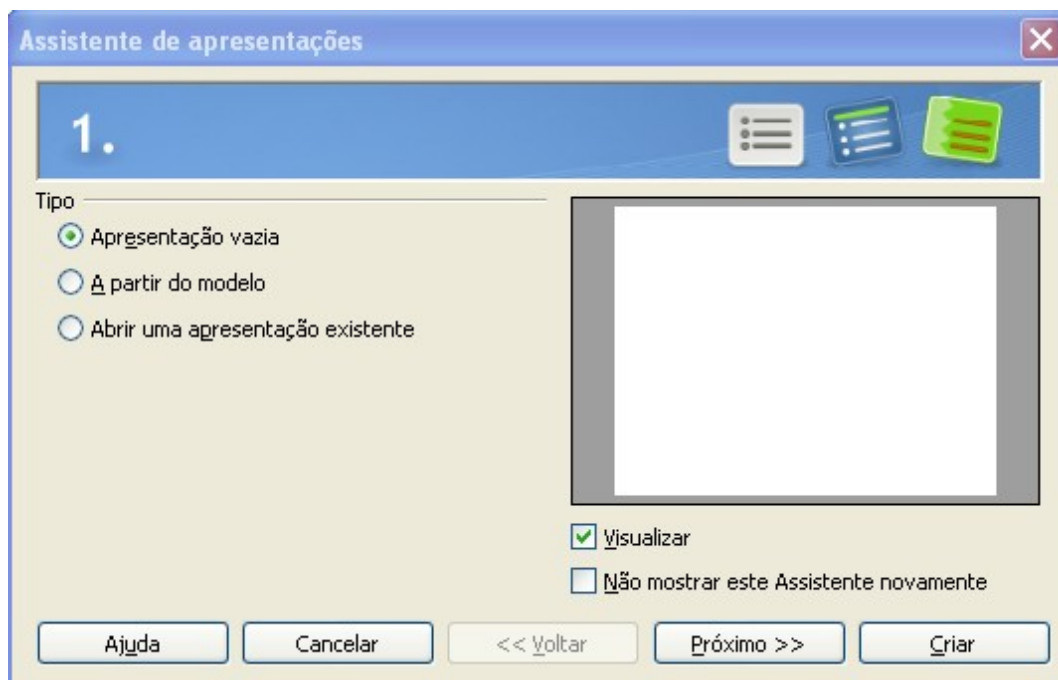 Assistente de apresentações
1.
Tipo
Apresentação vazia
A partir do modelo
Abrir uma apresentação existente
Visualizar
Não mostrar este Assistente novamente
Ajuda
Cancelar
<< Voltar
Próximo >>
Criar